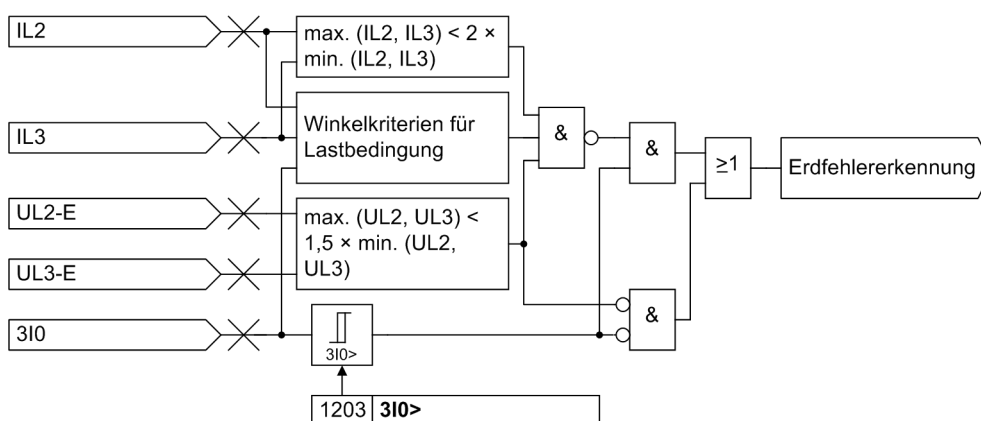 IL2
max. (IL2, IL3) < 2 ×
min. (IL2, IL3)
IL3
Winkelkriterien für
Lastbedingung
&
&
≥1
Erdfehlererkennung
UL2-E
max. (UL2, UL3) <
1,5 × min. (UL2,
UL3)
UL3-E
&
3I0
3I0>
1203 3I0>